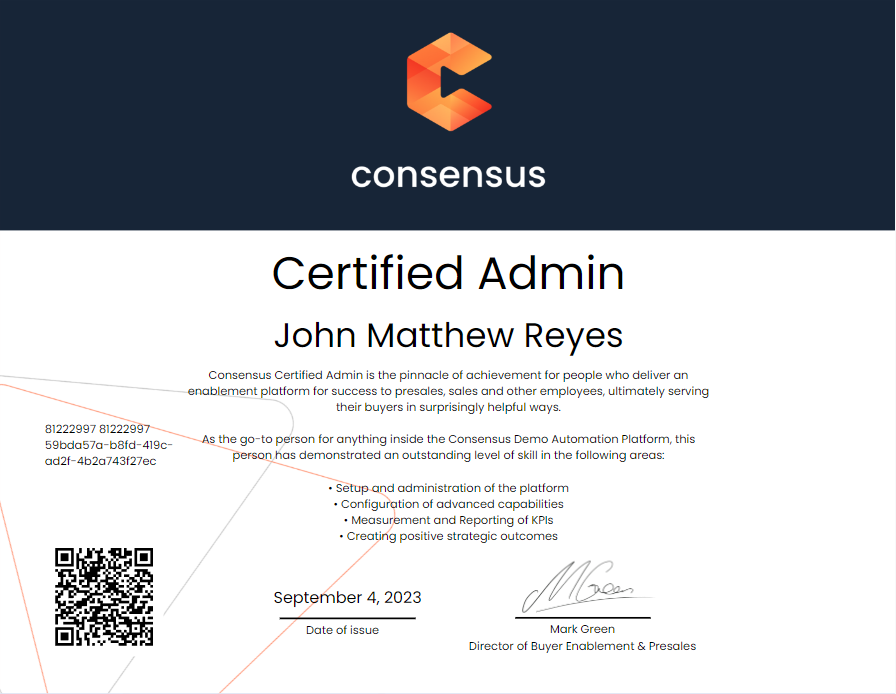 consensus
Certified Admin
John Matthew Reyes
Consensus Certified Admin is the pinnacle of achievement for people who deliver an
enablement platform for success to presales, sales and other employees, ultimately serving
their buyers in surprisingly helpful ways.
81222997 81222997
59bda57a-b8fd-419c-
ad2f-4b2a743f27ec
As the go-to person for anything inside the Consensus Demo Automation Platform, this
person has demonstrated an outstanding level of skill in the following areas:
• Setup and administration of the platform
• Configuration of advanced capabilities
• Measurement and Reporting of KPIs
• Creating positive strategic outcomes
September 4, 2023
Date of issue
MGreen
Mark Green
Director of Buyer Enablement & Presales